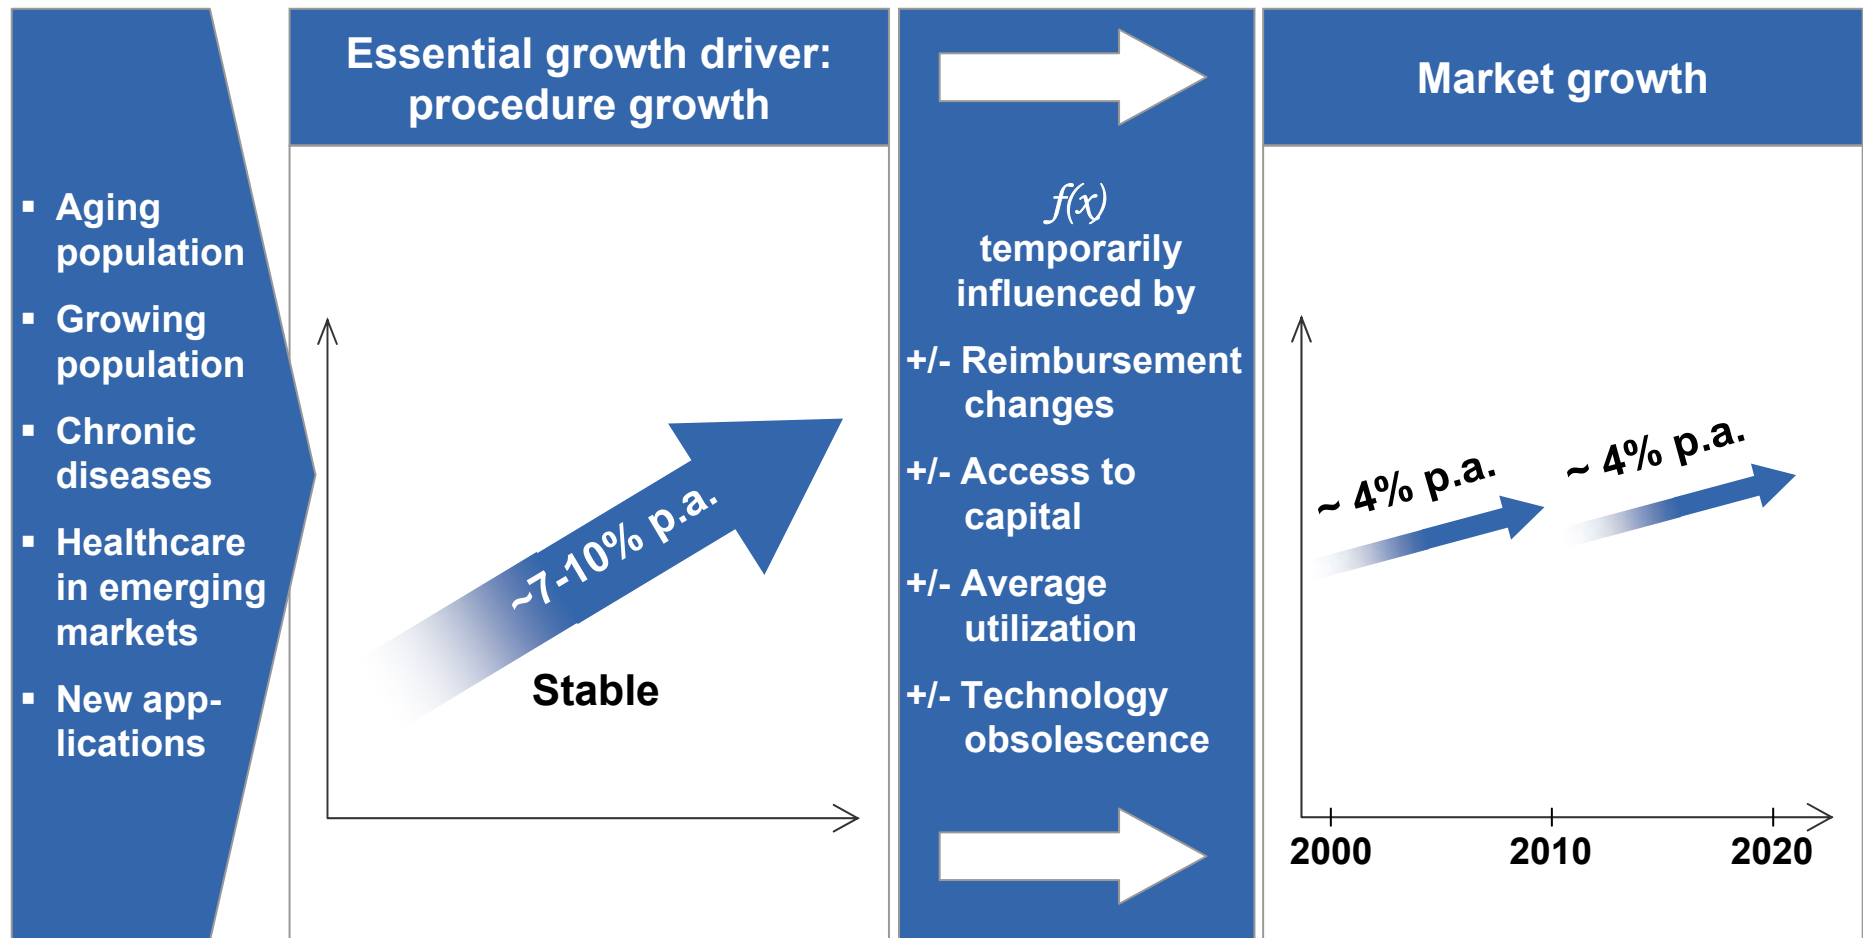 ▪ Aging
population
▪ Growing
population
▪ Chronic
diseases
▪ Healthcare
in emerging
markets
▪ New app-
lications
Essential growth driver:
procedure growth
~7-10% p.a.
Stable
f(x)
temporarily
influenced by
+/- Reimbursement
changes
+/- Access to
capital
+/- Average
utilization
+/- Technology
obsolescence
Market growth
~ 4% p.a.
~ 4% p.a.
2000 2010 2020